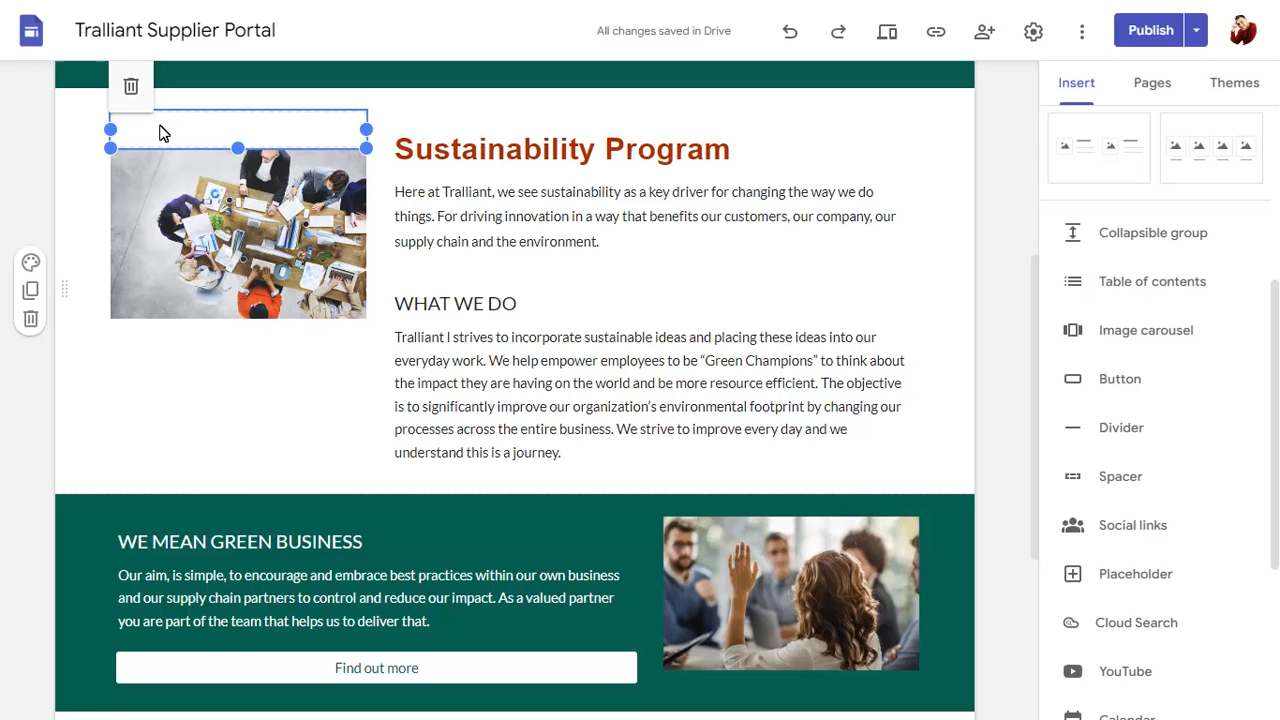 Tralliant Supplier Portal
All changes saved in Drive
Publish
Insert
Pages
Themes
Sustainability Program
Here at Tralliant, we see sustainability as a key driver for changing the way we do
things. For driving innovation in a way that benefits our customers, our company, our
supply chain and the environment.
WHAT WE DO
Tralliant I strives to incorporate sustainable ideas and placing these ideas into our
everyday work. We help empower employees to be “Green Champions” to think about
the impact they are having on the world and be more resource efficient. The objective
is to significantly improve our organization’s environmental footprint by changing our
processes across the entire business. We strive to improve every day and we
understand this is a journey.
WE MEAN GREEN BUSINESS
Our aim, is simple, to encourage and embrace best practices within our own business
and our supply chain partners to control and reduce our impact. As a valued partner
you are part of the team that helps us to deliver that.
Find out more
Collapsible group
Table of contents
Image carousel
Button
Divider
Spacer
Social links
Placeholder
Cloud Search
YouTube
Calendar